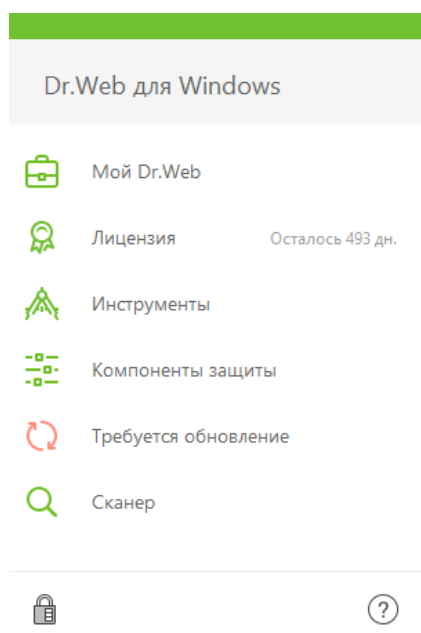 Dr.Web для Windows
Мой Dr.Web
Лицензия Осталось 493 дн.
Инструменты
Компоненты защиты
Требуется обновление
Сканер
?